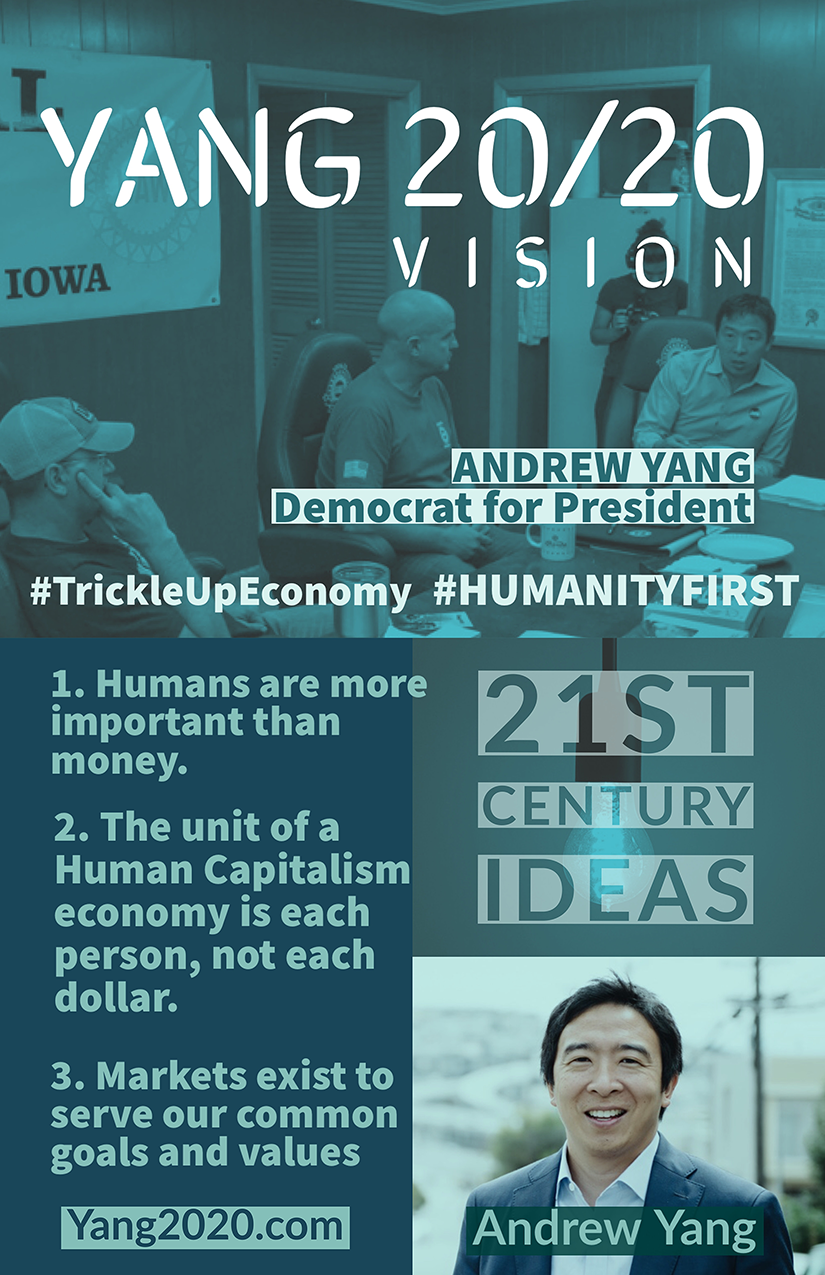 YANG 20/20
VISION
IOWA
ANDREW YANG
Democrat for President
#TrickleUpEconomy #HUMANITYFIRST
1. Humans are more
important than
money.
2. The unit of a
Human Capitalism
economy is each
person, not each
dollar.
3. Markets exist to
serve our common
goals and values
Yang2020.com
21ST
CENTURY
IDEAS
Andrew Yang